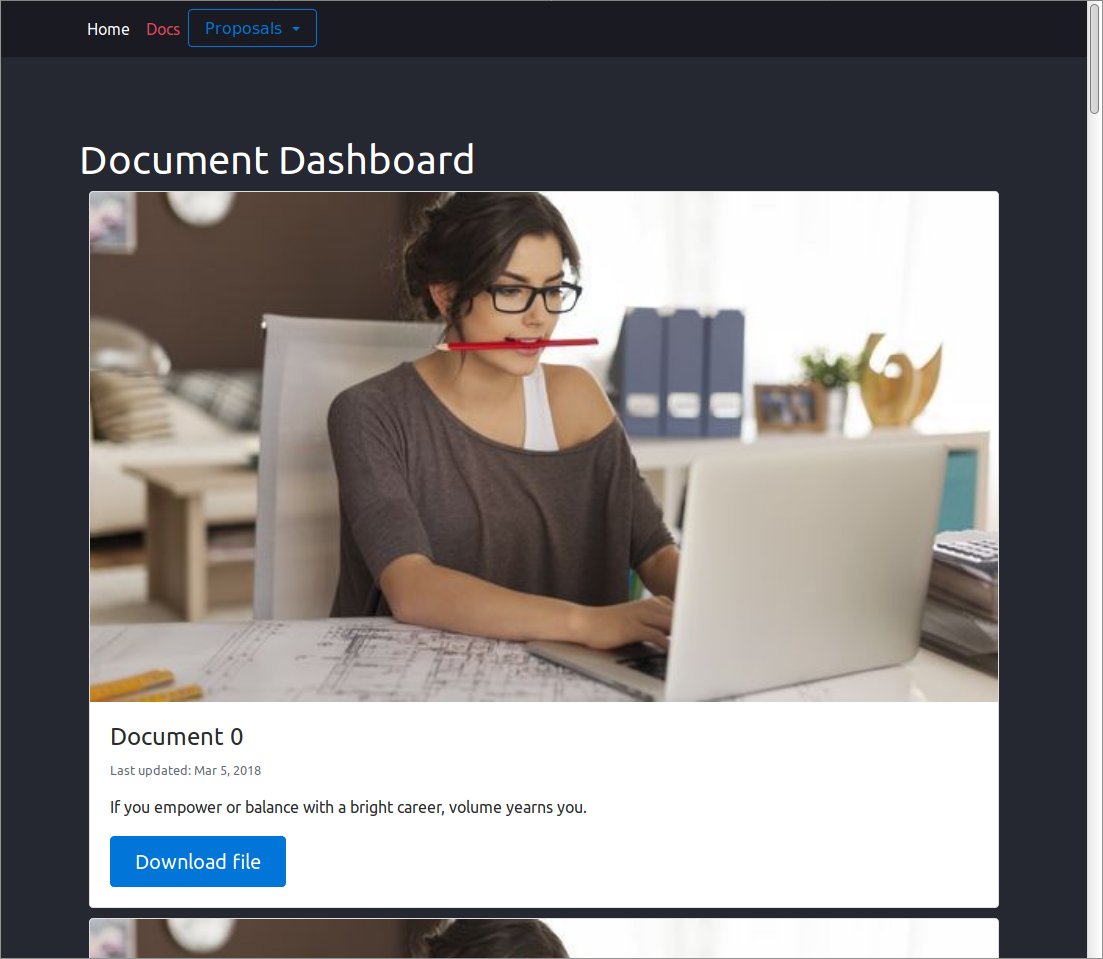 Home Docs Proposals
Document Dashboard
Document 0
Last updated: Mar 5, 2018
If you empower or balance with a bright career, volume yearns you.
Download file